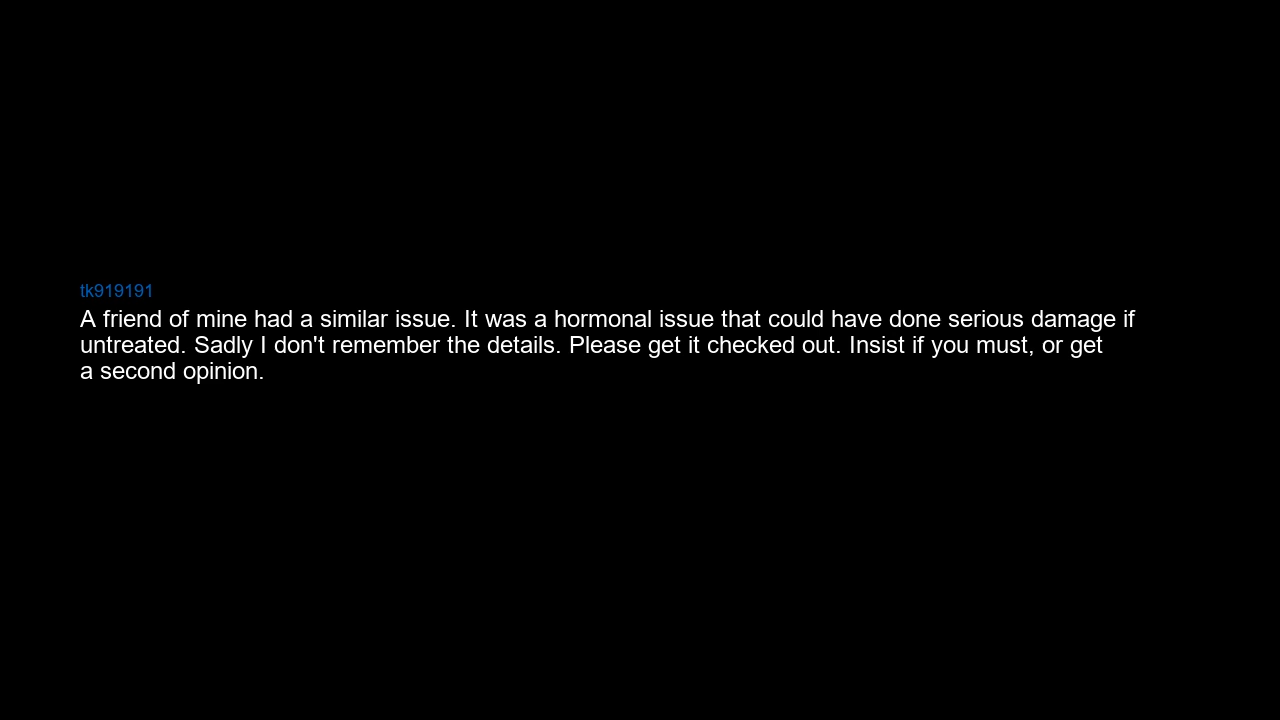 tk919191
A friend of mine had a similar issue. It was a hormonal issue that could have done serious damage if
untreated. Sadly I don't remember the details. Please get it checked out. Insist if you must, or get
a second opinion.